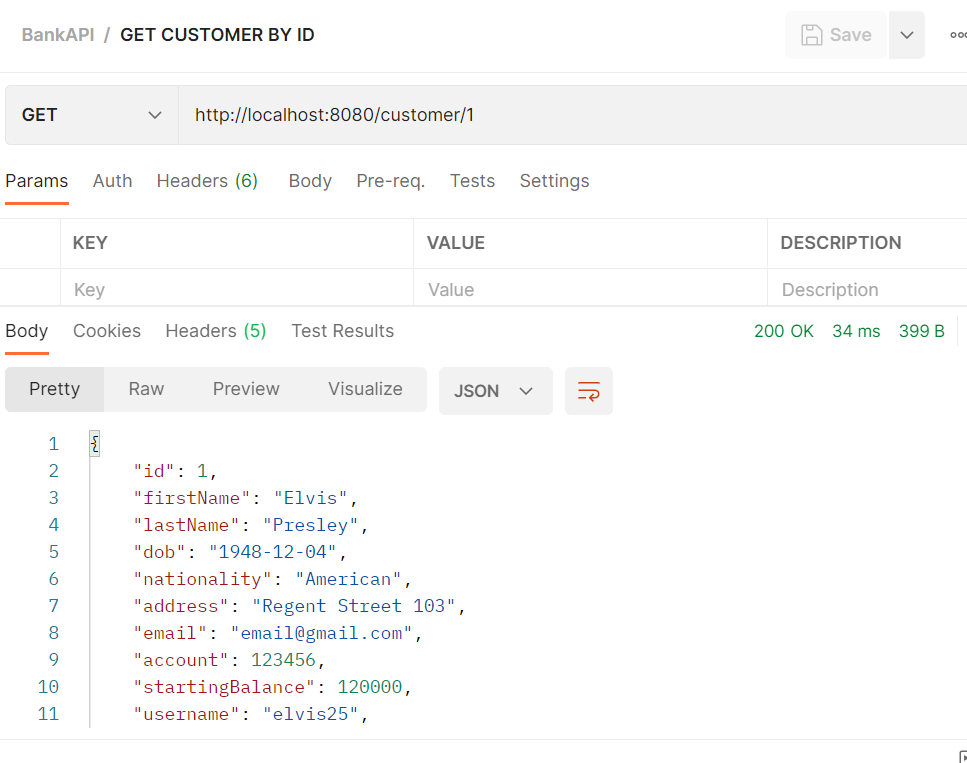 BankAPI / GET CUSTOMER BY ID Save
GET http://localhost:8080/customer/1
Params Auth Headers (6) Body Pre-req. Tests Settings
KEY VALUE DESCRIPTION
Key Value Description
Body Cookies Headers (5) Test Results 200 OK 34 ms 399 B
Pretty Raw Preview Visualize JSON
1 {
2 "id": 1,
3 "firstName": "Elvis",
4 "lastName": "Presley",
5 "dob": "1948-12-04",
6 "nationality": "American",
7 "address": "Regent Street 103",
8 "email": "email@gmail.com",
9 "account": 123456,
10 "startingBalance": 120000,
11 "username": "elvis25",